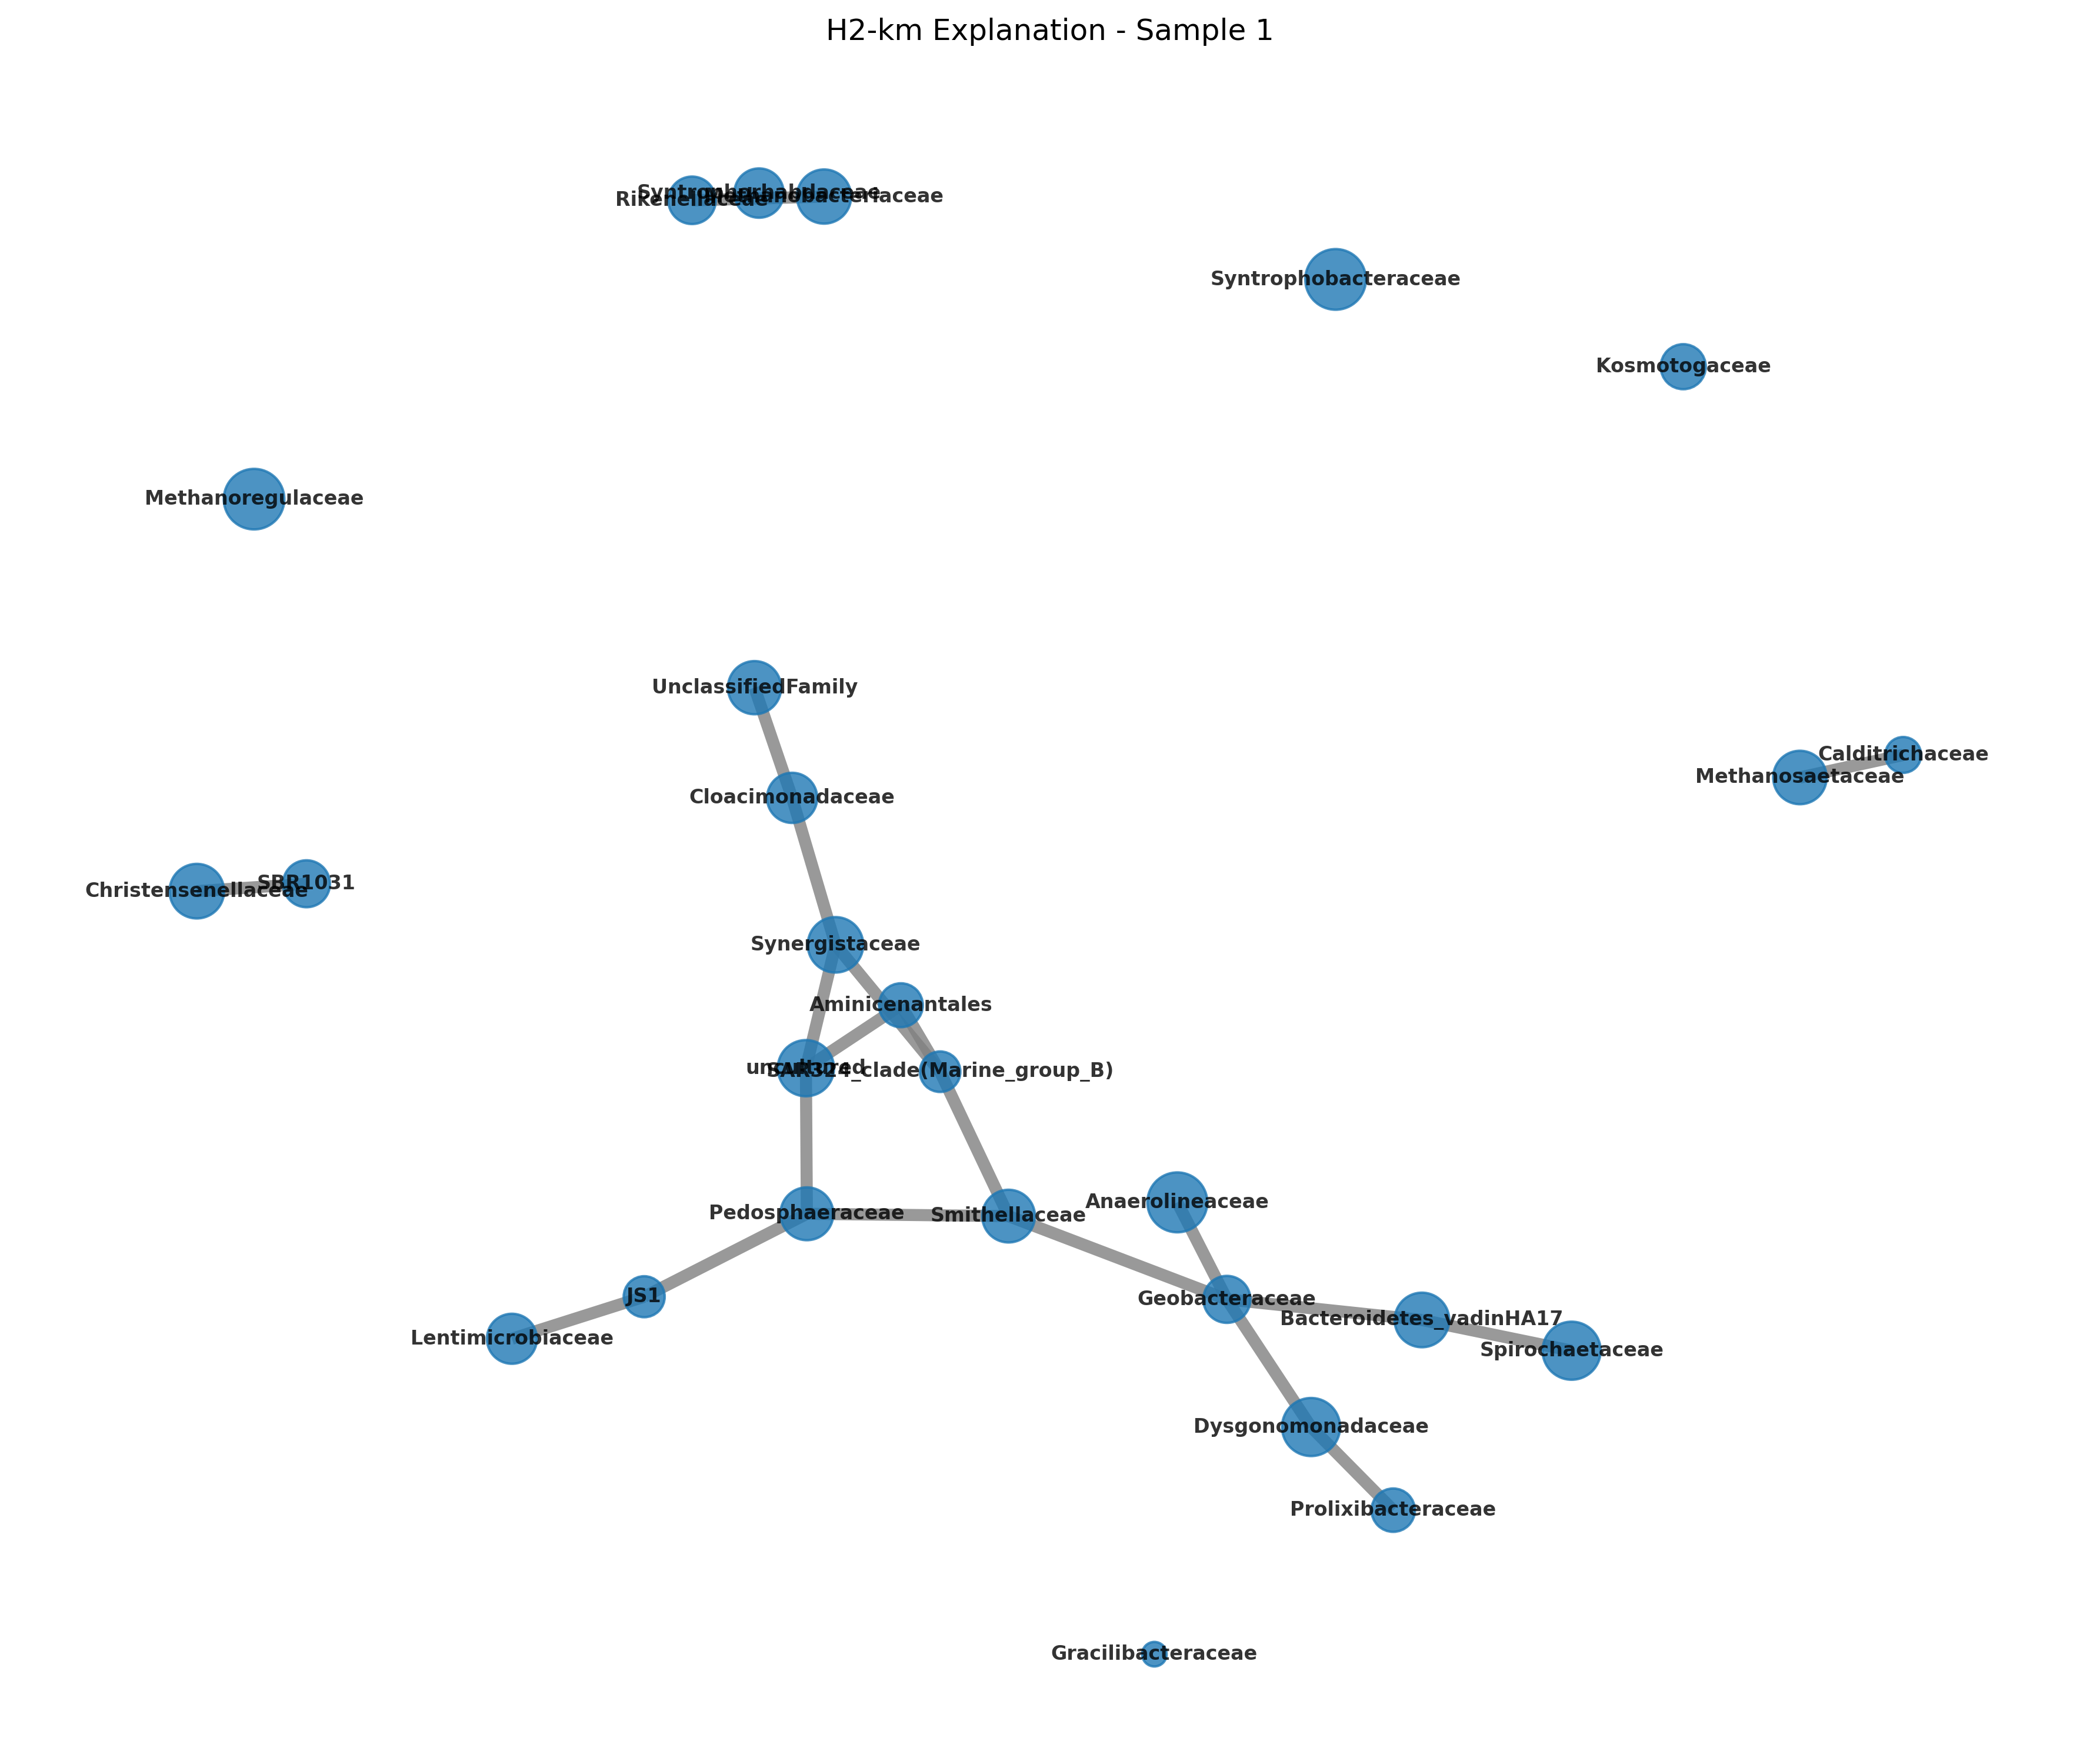 H2-km Explanation - Sample 1
Syntrophorhabdaceae
Rikenellaceae
Methanobacteriaceae
Syntrophobacteraceae
Kosmotogaceae
Methanoregulaceae
UnclassifiedFamily
Calditrichaceae
Methanosaetaceae
Cloacimonadaceae
SBR1031
Christensenellaceae
Synergistaceae
Aminicenantales
uncultured
SAR324_clade(Marine_group_B)
Anaerolineaceae
Pedosphaeraceae
Smithellaceae
JS1
Geobacteraceae
Bacteroidetes_vadinHA17
Lentimicrobiaceae
Spirochaetaceae
Dysgonomonadaceae
Prolixibacteraceae
Gracilibacteraceae